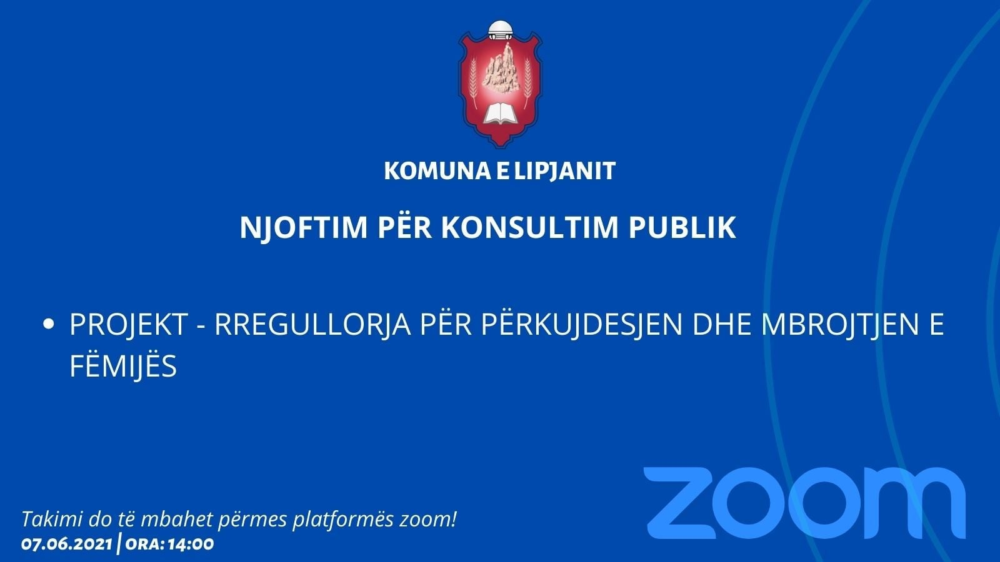 KOMUNA E LIPJANIT
NJOFTIM PËR KONSULTIM PUBLIK
• PROJEKT - RREGULLORJA PËR PËRKUJDESJEN DHE MBROJTJEN E
FËMIJËS
zoom
Takimi do të mbahet përmes platformës zoom!
07.06.2021 | ORA: 14:00